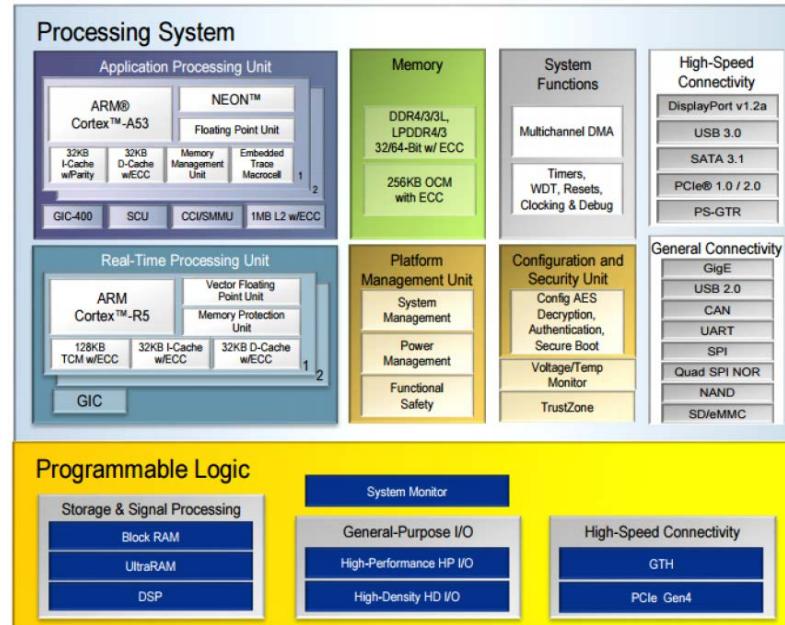 Processing System
Application Processing Unit
ARM®
Cortex™-A53
NEON™
Floating Point Unit
32KB
I-Cache
w/Parity
32KB
D-Cache
w/ECC
Memory
Management
Unit
Embedded
Trace
Macrocell
1
2
GIC-400
SCU
CCI/SMMU
1MB L2 w/ECC
Memory
DDR4/3/3L,
LPDDR4/3
32/64-Bit w/ ECC
256KB OCM
with ECC
System
Functions
Multichannel DMA
Timers,
WDT, Resets,
Clocking & Debug
High-Speed
Connectivity
DisplayPort v1.2a
USB 3.0
SATA 3.1
PCIe® 1.0 / 2.0
PS-GTR
Real-Time Processing Unit
ARM
Cortex™-R5
Vector Floating
Point Unit
Memory Protection
Unit
128KB
TCM w/ECC
32KB I-Cache
w/ECC
32KB D-Cache
w/ECC
1
2
GIC
Platform
Management Unit
System
Management
Power
Management
Functional
Safety
Configuration and
Security Unit
Config AES
Decryption,
Authentication,
Secure Boot
Voltage/Temp
Monitor
TrustZone
General Connectivity
GigE
USB 2.0
CAN
UART
SPI
Quad SPI NOR
NAND
SD/eMMC
Programmable Logic
Storage & Signal Processing
Block RAM
UltraRAM
DSP
System Monitor
General-Purpose I/O
High-Performance HP I/O
High-Density HD I/O
High-Speed Connectivity
GTH
PCIe Gen4